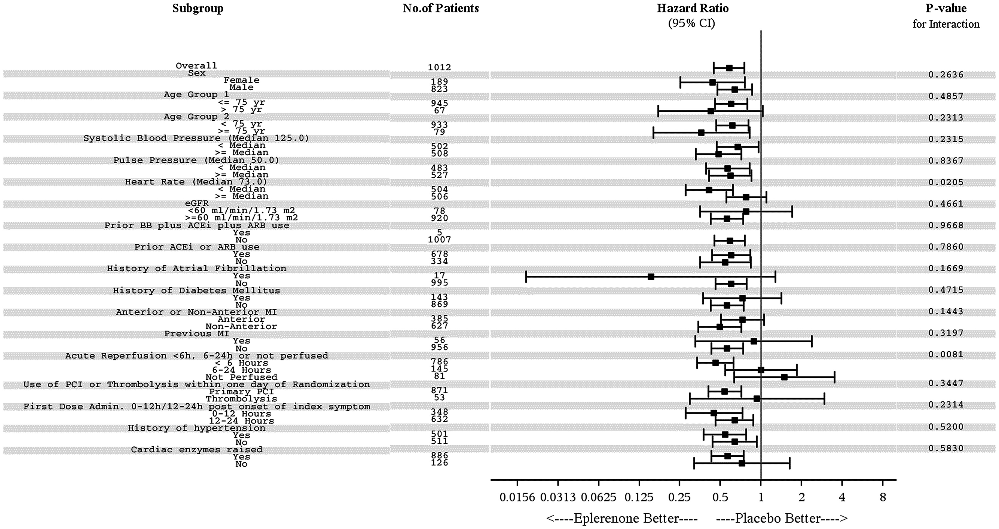 Subgroup No.of Patients Hazard Ratio P-value
(95% CI) for Interaction
Overall 1012
Sex 0.2636
Female 189
Male 823
Age Group 1 0.4857
<= 75 yr 945
> 75 yr 67
Age Group 2 0.2313
< 75 yr 933
>= 75 yr 79
Systolic Blood Pressure (Median 125.0) 0.2315
< Median 502
>= Median 508
Pulse Pressure (Median 50.0) 0.8367
< Median 483
>= Median 527
Heart Rate (Median 73.0) 0.0205
< Median 504
>= Median 506
eGFR 0.4661
<60 ml/min/1.73 m2 78
>=60 ml/min/1.73 m2 920
Prior BB plus ACEi plus ARB use 0.9668
Yes 5
No 1007
Prior ACEi or ARB use 0.7860
Yes 678
No 334
History of Atrial Fibrillation 0.1669
Yes 17
No 995
History of Diabetes Mellitus 0.4715
Yes 143
No 869
Anterior or Non-Anterior MI 0.1443
Anterior 385
Non-Anterior 627
Previous MI 0.3197
Yes 56
No 956
Acute Reperfusion <6h, 6-24h or not perfused 0.0081
< 6 Hours 786
6-24 Hours 145
Not Perfused 81
Use of PCI or Thrombolysis within one day of Randomization 0.3447
Primary PCI 871
Thrombolysis 53
First Dose Admin. 0-12h/12-24h post onset of index symptom 0.2314
0-12 Hours 348
12-24 Hours 632
History of hypertension 0.5200
Yes 501
No 511
Cardiac enzymes raised 0.5830
Yes 886
No 126
0.0156 0.0313 0.0625 0.125 0.25 0.5 1 2 4 8
<----Eplerenone Better---- ----Placebo Better---->